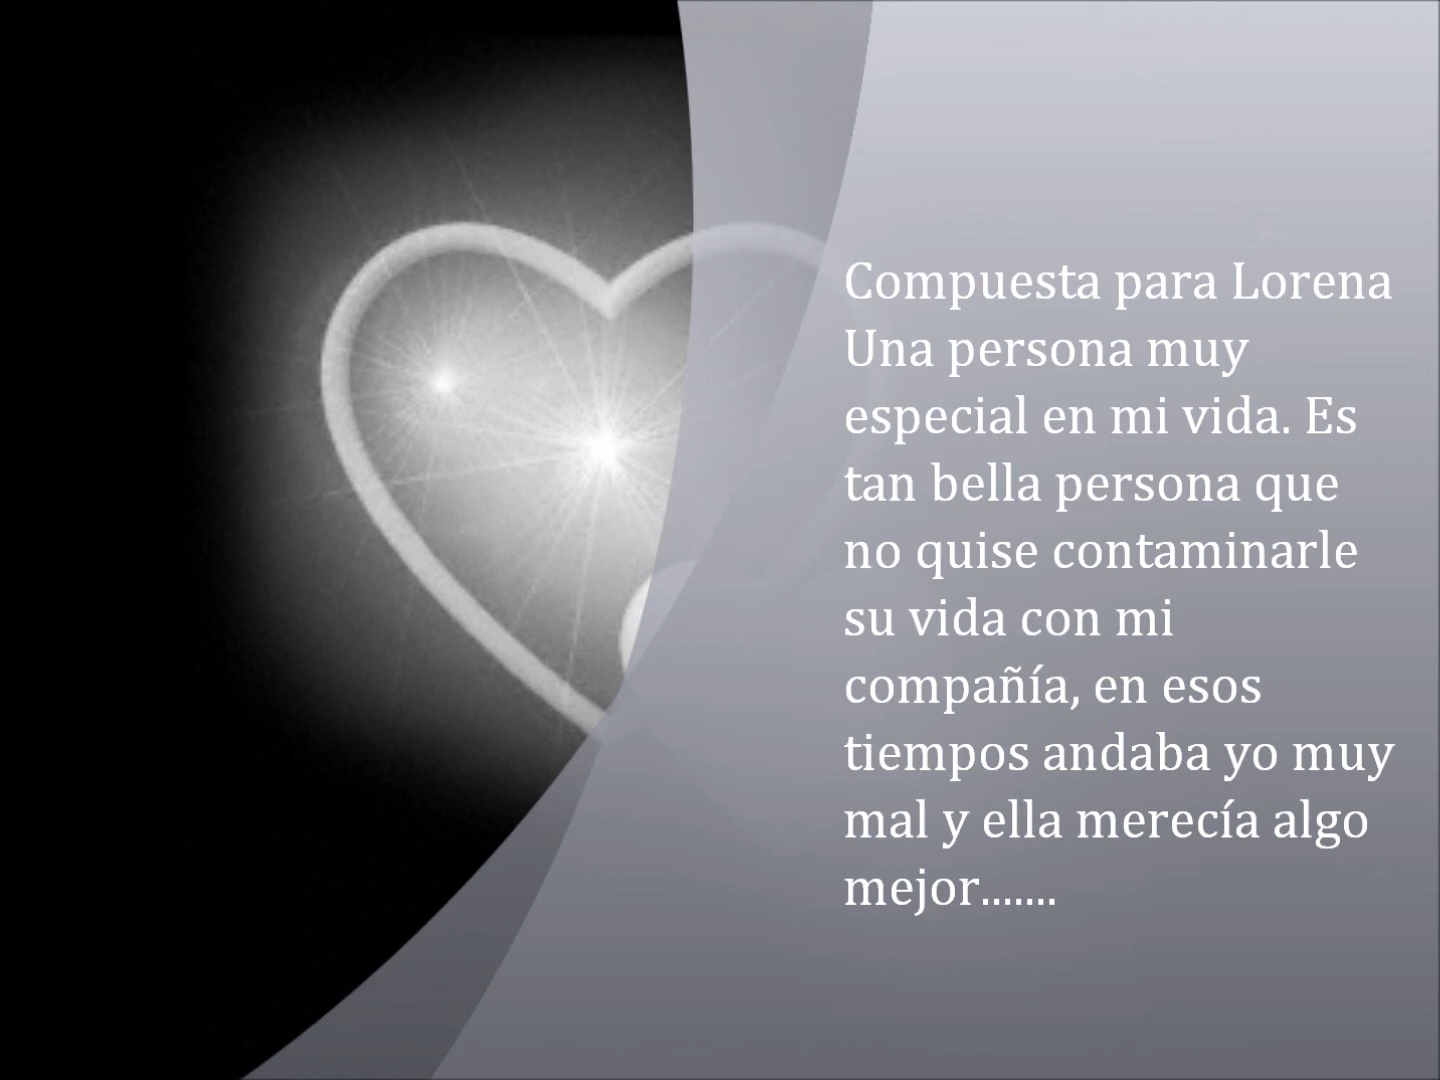 Compuesta para Lorena
Una persona muy
especial en mi vida. Es
tan bella persona que
no quise contaminarle
su vida con mi
compañía, en esos
tiempos andaba yo muy
mal y ella merecía algo
mejor.......